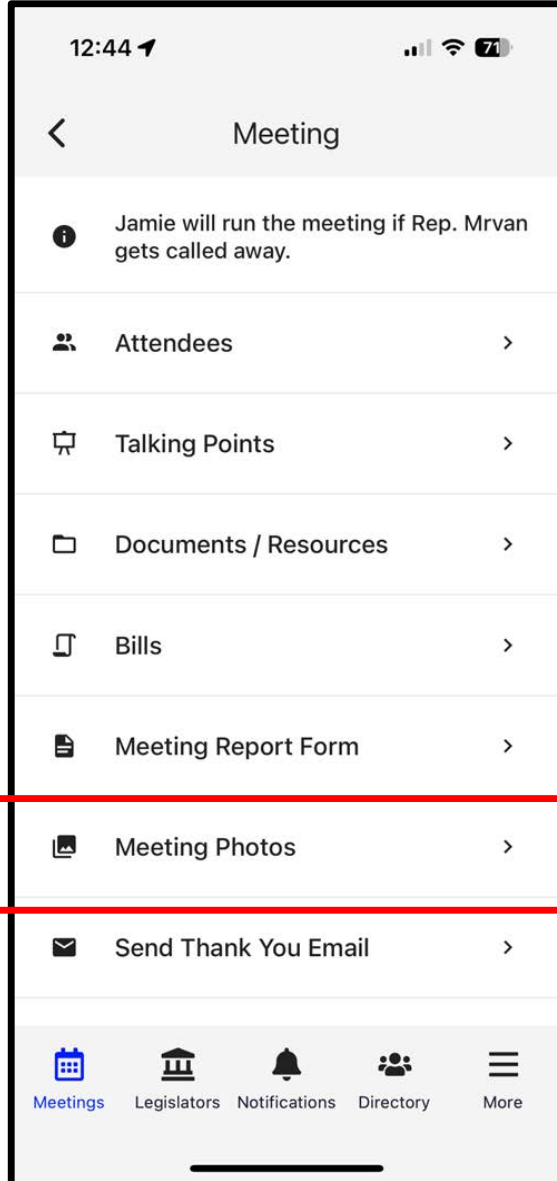 12:44
71
Meeting
Jamie will run the meeting if Rep. Mrvan
gets called away.
Attendees
Talking Points
Documents / Resources
Bills
Meeting Report Form
Meeting Photos
Send Thank You Email
Meetings Legislators Notifications Directory More